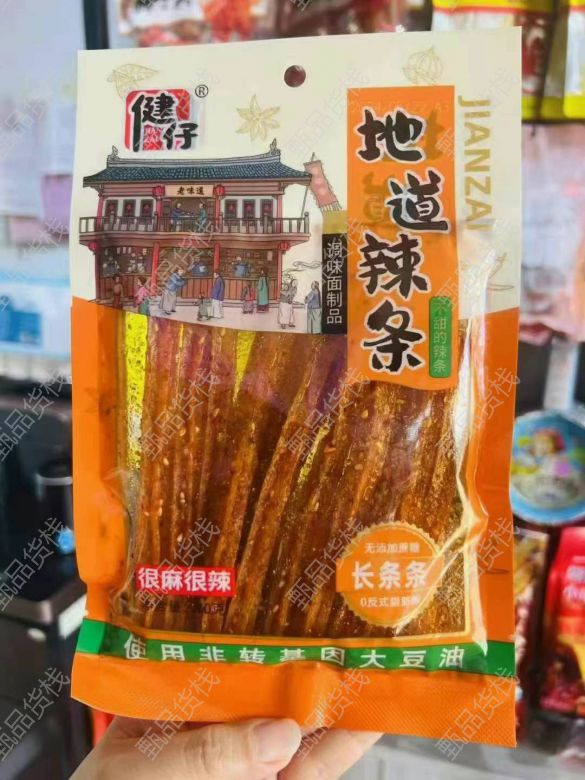 健仔®
JIANZAI
老味道
地道辣条
调味面制品
不甜的辣条
很麻很辣
无添加蔗糖
长条条
0反式脂肪酸
使用非转基因大豆油
甄品货栈